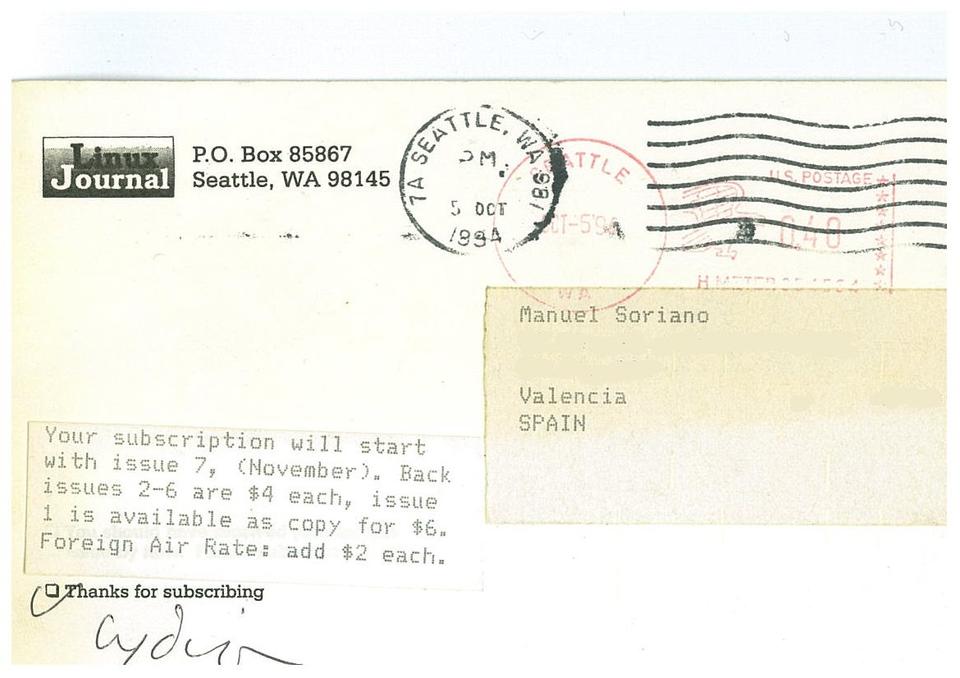 Linux
Journal
P.O. Box 85867
Seattle, WA 98145
7A SEATTLE, WA 981
PM
5 OCT
1994
SEATTLE
OCT-5'94
WA
U.S. POSTAGE
0.40
H METER
Manuel Soriano
Valencia
SPAIN
Your subscription will start
with issue 7, (November). Back
issues 2-6 are $4 each, issue
1 is available as copy for $6.
Foreign Air Rate: add $2 each.
Thanks for subscribing